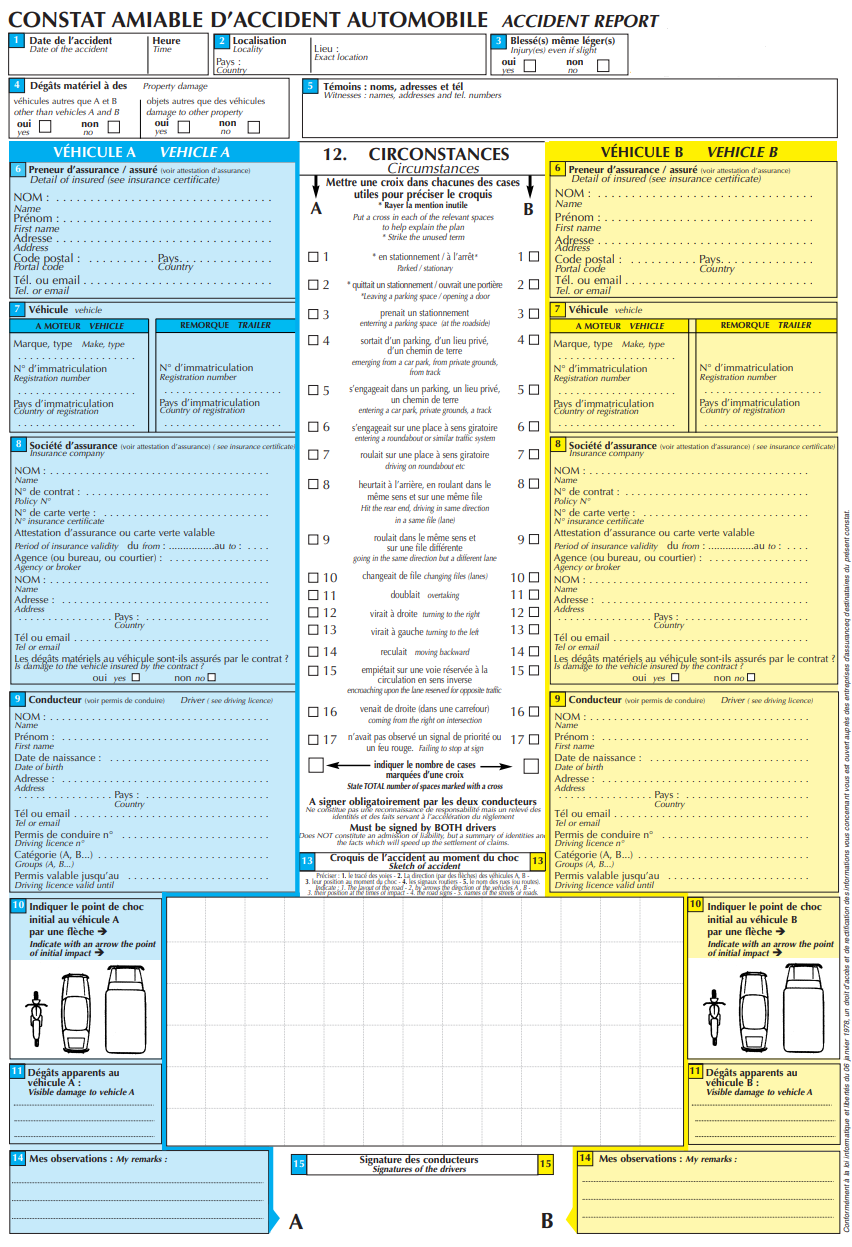 CONSTAT AMIABLE D'ACCIDENT AUTOMOBILE ACCIDENT REPORT
1 Date de l'accident
Date of the accident
Heure
Time
2 Localisation
Locality
Pays :
Country
Lieu :
Exact location
3 Blessé(s) même léger(s)
Injury(es) even if slight
oui
yes
non
no
4 Dégâts matériel à des Property damage
véhicules autres que A et B
other than vehicles A and B
oui
yes
non
no
objets autres que des véhicules
damage to other property
oui
yes
non
no
5 Témoins : noms, adresses et tél
Witnesses : names, addresses and tel. numbers
VÉHICULE A VEHICLE A
6 Preneur d'assurance / assuré (voir attestation d'assurance)
Detail of insured (see insurance certificate)
NOM :
Name
Prénom :
First name
Adresse
Address
Code postal : Pays.
Portal code Country
Tél. ou email
Tel. or email
7 Véhicule vehicle
A MOTEUR VEHICLE
REMORQUE TRAILER
Marque, type Make, type
N° d'immatriculation
Registration number
Pays d'immatriculation
Country of registration
N° d'immatriculation
Registration number
Pays d'immatriculation
Country of registration
8 Société d'assurance (voir attestation d'assurance) ( see insurance certificate)
Insurance company
NOM :
Name
N° de contrat :
Policy N°
N° de carte verte :
N° insurance certificate
Attestation d'assurance ou carte verte valable
Period of insurance validity du from : ...............au to : . . . .
Agence (ou bureau, ou courtier) :
Agency or broker
NOM :
Name
Adresse :
Address
Pays :
Country
Tél ou email
Tel or email
Les dégâts matériels au véhicule sont-ils assurés par le contrat ?
Is damage to the vehicle insured by the contract ?
oui yes non no
9 Conducteur (voir permis de conduire) Driver ( see driving licence)
NOM :
Name
Prénom :
First name
Date de naissance :
Date of birth
Adresse :
Address
Pays :
Country
Tél ou email
Tel or email
Permis de conduire n°
Driving licence n°
Catégorie (A, B...)
Groups (A, B...)
Permis valable jusqu'au
Driving licence valid until
10 Indiquer le point de choc
initial au véhicule A
par une flèche ➔
Indicate with an arrow the point
of initial impact ➔
11 Dégâts apparents au
véhicule A :
Visible damage to vehicle A
14 Mes observations : My remarks :
12. CIRCONSTANCES
Circumstances
Mettre une croix dans chacunes des cases
utiles pour préciser le croquis
* Rayer la mention inutile
A B
Put a cross in each of the relevant spaces
to help explain the plan
* Strike the unused term
1 * en stationnement / à l'arrêt* 1
Parked / stationary
2 * quittait un stationnement / ouvrait une portière 2
*Leaving a parking space / opening a door
3 prenait un stationnement 3
enterring a parking space (at the roadside)
4 sortait d'un parking, d'un lieu privé, 4
d'un chemin de terre
emerging from a car park, from private grounds,
from track
5 s'engageait dans un parking, un lieu privé, 5
un chemin de terre
entering a car park, private grounds, a track
6 s'engageait sur une place à sens giratoire 6
entering a roundabout or similar traffic system
7 roulait sur une place à sens giratoire 7
driving on roundabout etc
8 heurtait à l'arrière, en roulant dans le 8
même sens et sur une même file
Hit the rear end, driving in same direction
in a same file (lane)
9 roulait dans le même sens et 9
sur une file différente
going in the same direction but a different lane
10 changeait de file changing files (lanes) 10
11 doublait overtaking 11
12 virait à droite turning to the right 12
13 virait à gauche turning to the left 13
14 reculait moving backward 14
15 empiétait sur une voie réservée à la 15
circulation en sens inverse
encroaching upon the lane reserved for opposite traffic
16 venait de droite (dans une carrefour) 16
coming from the right on intersection
17 n'avait pas observé un signal de priorité ou 17
un feu rouge. Failing to stop at sign
indiquer le nombre de cases
marquées d'une croix
State TOTAL number of spaces marked with a cross
A signer obligatoirement par les deux conducteurs
Ne constitue pas une reconnaissance de responsabilité mais un relevé des
identités et des faits servant à l'accélération du règlement
Must be signed by BOTH drivers
Does NOT constitute an admission of liability, but a summary of identities and
the facts which will speed up the settlement of claims.
13 Croquis de l'accident au moment du choc 13
Sketch of accident
Préciser : 1. le tracé des voies - 2. La direction (par des flèches) des véhicules A, B -
3. leur position au moment du choc - 4. les signaux routiers - 5. le nom des rues (ou routes).
Indicate : 1. The layout of the road - 2. by arrows the direction of the vehicles A , B -
3. their position at the times of impact - 4. the road signs - 5. names of the streets or roads.
15 Signature des conducteurs 15
Signatures of the drivers
A B
VÉHICULE B VEHICLE B
6 Preneur d'assurance / assuré (voir attestation d'assurance)
Detail of insured (see insurance certificate)
NOM :
Name
Prénom :
First name
Adresse
Address
Code postal : Pays.
Portal code Country
Tél. ou email
Tel. or email
7 Véhicule vehicle
A MOTEUR VEHICLE
REMORQUE TRAILER
Marque, type Make, type
N° d'immatriculation
Registration number
Pays d'immatriculation
Country of registration
N° d'immatriculation
Registration number
Pays d'immatriculation
Country of registration
8 Société d'assurance (voir attestation d'assurance) ( see insurance certificate)
Insurance company
NOM :
Name
N° de contrat :
Policy N°
N° de carte verte :
N° insurance certificate
Attestation d'assurance ou carte verte valable
Period of insurance validity du from : ...............au to : . . . .
Agence (ou bureau, ou courtier) :
Agency or broker
NOM :
Name
Adresse :
Address
Pays :
Country
Tél ou email
Tel or email
Les dégâts matériels au véhicule sont-ils assurés par le contrat ?
Is damage to the vehicle insured by the contract ?
oui yes non no
9 Conducteur (voir permis de conduire) Driver ( see driving licence)
NOM :
Name
Prénom :
First name
Date de naissance :
Date of birth
Adresse :
Address
Pays :
Country
Tél ou email
Tel or email
Permis de conduire n°
Driving licence n°
Catégorie (A, B...)
Groups (A, B...)
Permis valable jusqu'au
Driving licence valid until
10 Indiquer le point de choc
initial au véhicule B
par une flèche ➔
Indicate with an arrow the point
of initial impact ➔
11 Dégâts apparents au
véhicule B :
Visible damage to vehicle A
14 Mes observations : My remarks :
Conformément à la loi informatique et libertés du 06 janvier 1978, un droit d'accès et de rectification des informations vous concernant vous est ouvert auprès des entreprises d'assurances destinataires du présent constat.